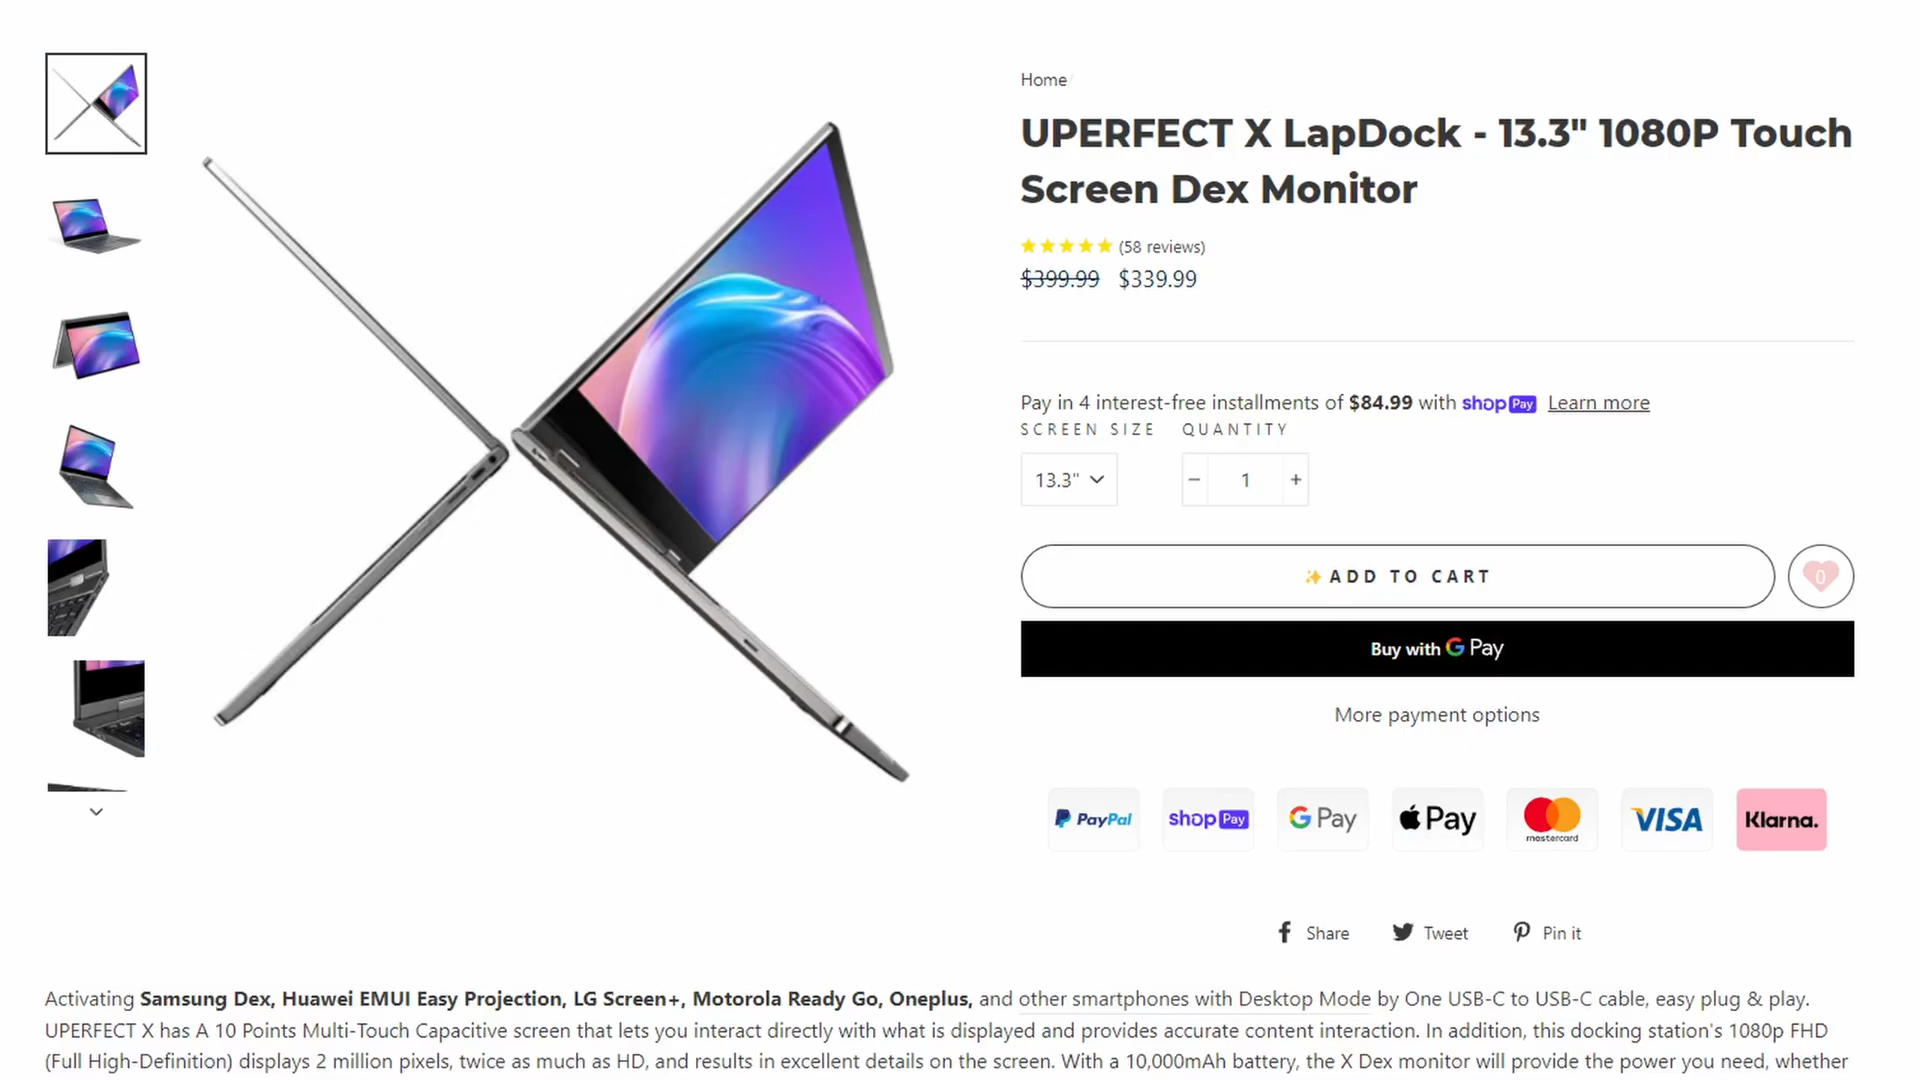 Home
UPERFECT X LapDock - 13.3" 1080P Touch
Screen Dex Monitor
(58 reviews)
$399.99 $339.99
Pay in 4 interest-free installments of $84.99 with shop Pay Learn more
SCREEN SIZE QUANTITY
13.3" − 1 +
✨ADD TO CART 0
Buy with G Pay
More payment options
PayPal shop Pay G Pay Pay mastercard VISA Klarna.
Share Tweet Pin it
Activating Samsung Dex, Huawei EMUI Easy Projection, LG Screen+, Motorola Ready Go, Oneplus, and other smartphones with Desktop Mode by One USB-C to USB-C cable, easy plug & play.
UPERFECT X has A 10 Points Multi-Touch Capacitive screen that lets you interact directly with what is displayed and provides accurate content interaction. In addition, this docking station's 1080p FHD
(Full High-Definition) displays 2 million pixels, twice as much as HD, and results in excellent details on the screen. With a 10,000mAh battery, the X Dex monitor will provide the power you need, whether